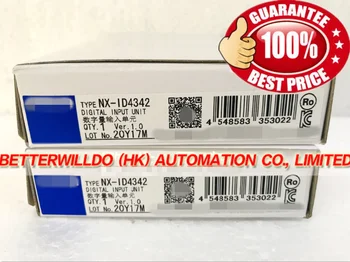 GUARANTEE
100%
BEST PRICE
TYPE NX-ID4342
DIGITAL INPUT UNIT
数字量输入单元
QTY. 1 Ver. 1.0
LOT No. 20Y17M
4 548583 353022
Ro
BETTERWILLDO (HK) AUTOMATION CO., LIMITED
TYPE NX-ID4342
DIGITAL INPUT UNIT
数字量输入单元
QTY. 1 Ver. 1.0
LOT No. 20Y17M
4 548583 353022
Ro